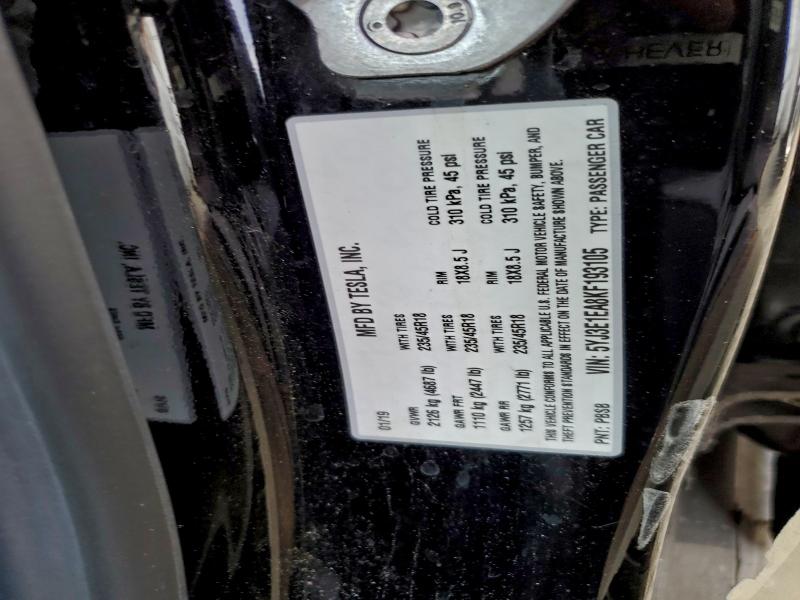 10.9
MFD BY TESLA, INC.
01/19
GVWR WITH TIRES RIM COLD TIRE PRESSURE
2126 kg (4687 lb) 235/45R18 18X8.5 J 310 kPa, 45 psi
GAWR FRT WITH TIRES RIM COLD TIRE PRESSURE
1110 kg (2447 lb) 235/45R18 18X8.5 J 310 kPa, 45 psi
GAWR RR
1257 kg (2771 lb) 235/45R18
THIS VEHICLE CONFORMS TO ALL APPLICABLE U.S. FEDERAL MOTOR VEHICLE SAFETY, BUMPER, AND
THEFT PREVENTION STANDARDS IN EFFECT ON THE DATE OF MANUFACTURE SHOWN ABOVE.
VIN: 5YJ3E1EA8KF193105 TYPE: PASSENGER CAR
PNT: PBSB